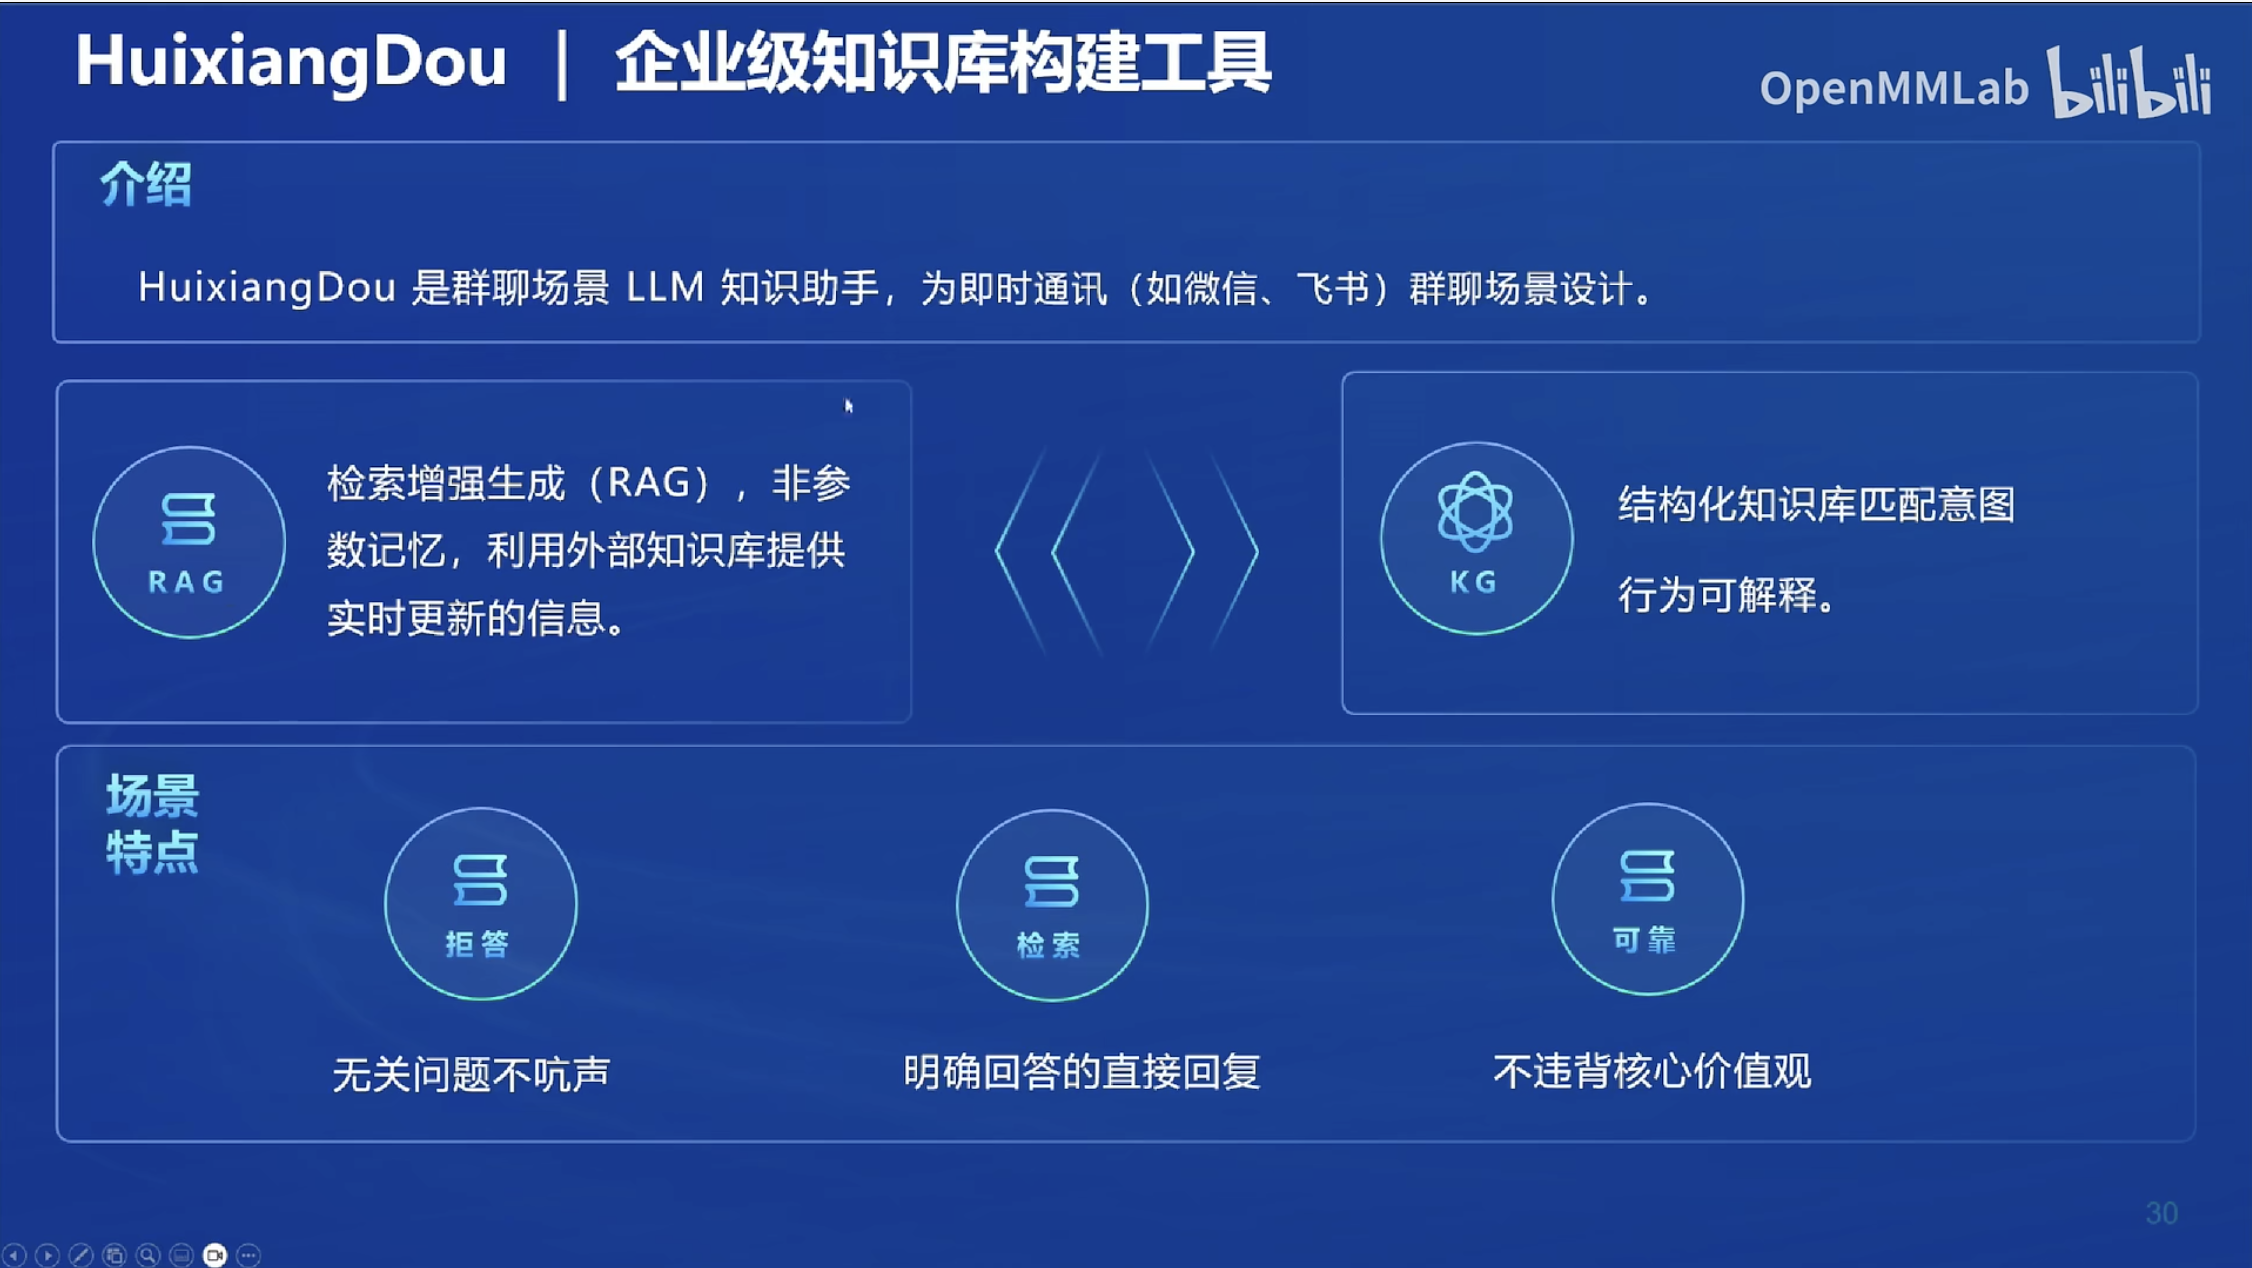 HuixiangDou | 企业级知识库构建工具
OpenMMLab bilibili
介绍
HuixiangDou 是群聊场景 LLM 知识助手，为即时通讯（如微信、飞书）群聊场景设计。
RAG
检索增强生成（RAG），非参
数记忆，利用外部知识库提供
实时更新的信息。
KG
结构化知识库匹配意图
行为可解释。
场景
特点
拒答
无关问题不吭声
检索
明确回答的直接回复
可靠
不违背核心价值观
30